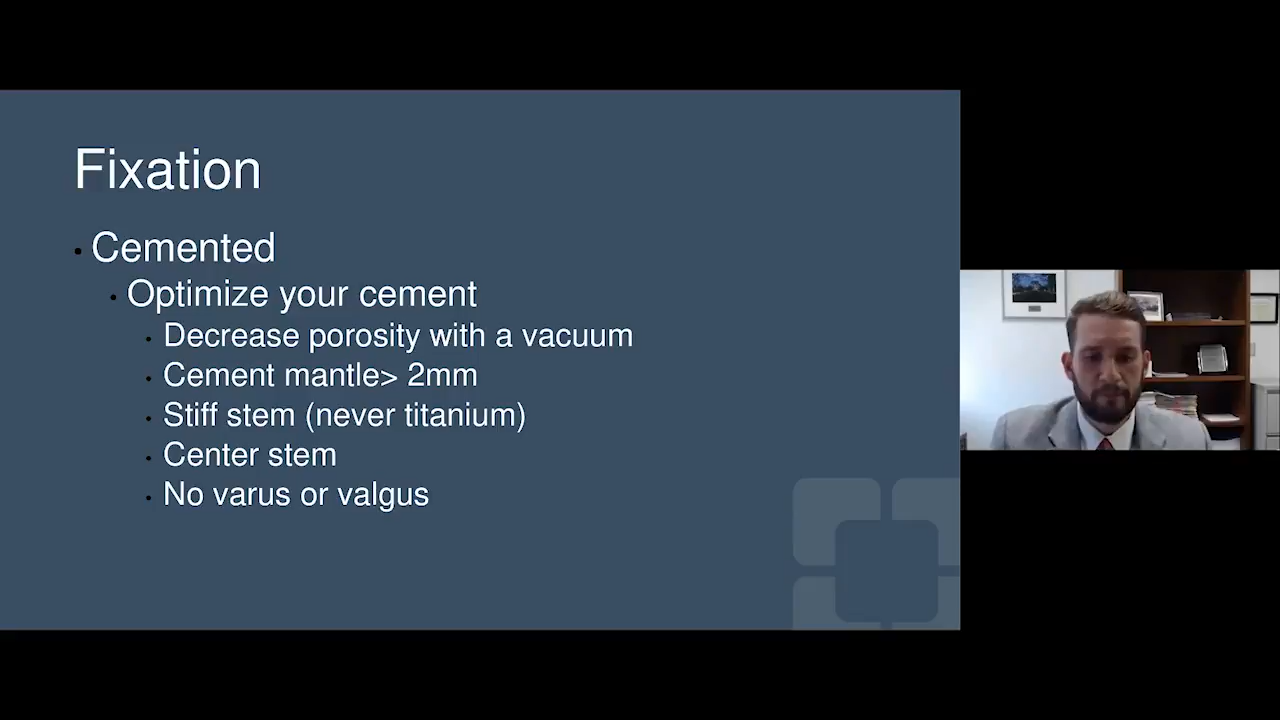 Fixation
Cemented
Optimize your cement
Decrease porosity with a vacuum
Cement mantle> 2mm
Stiff stem (never titanium)
Center stem
No varus or valgus